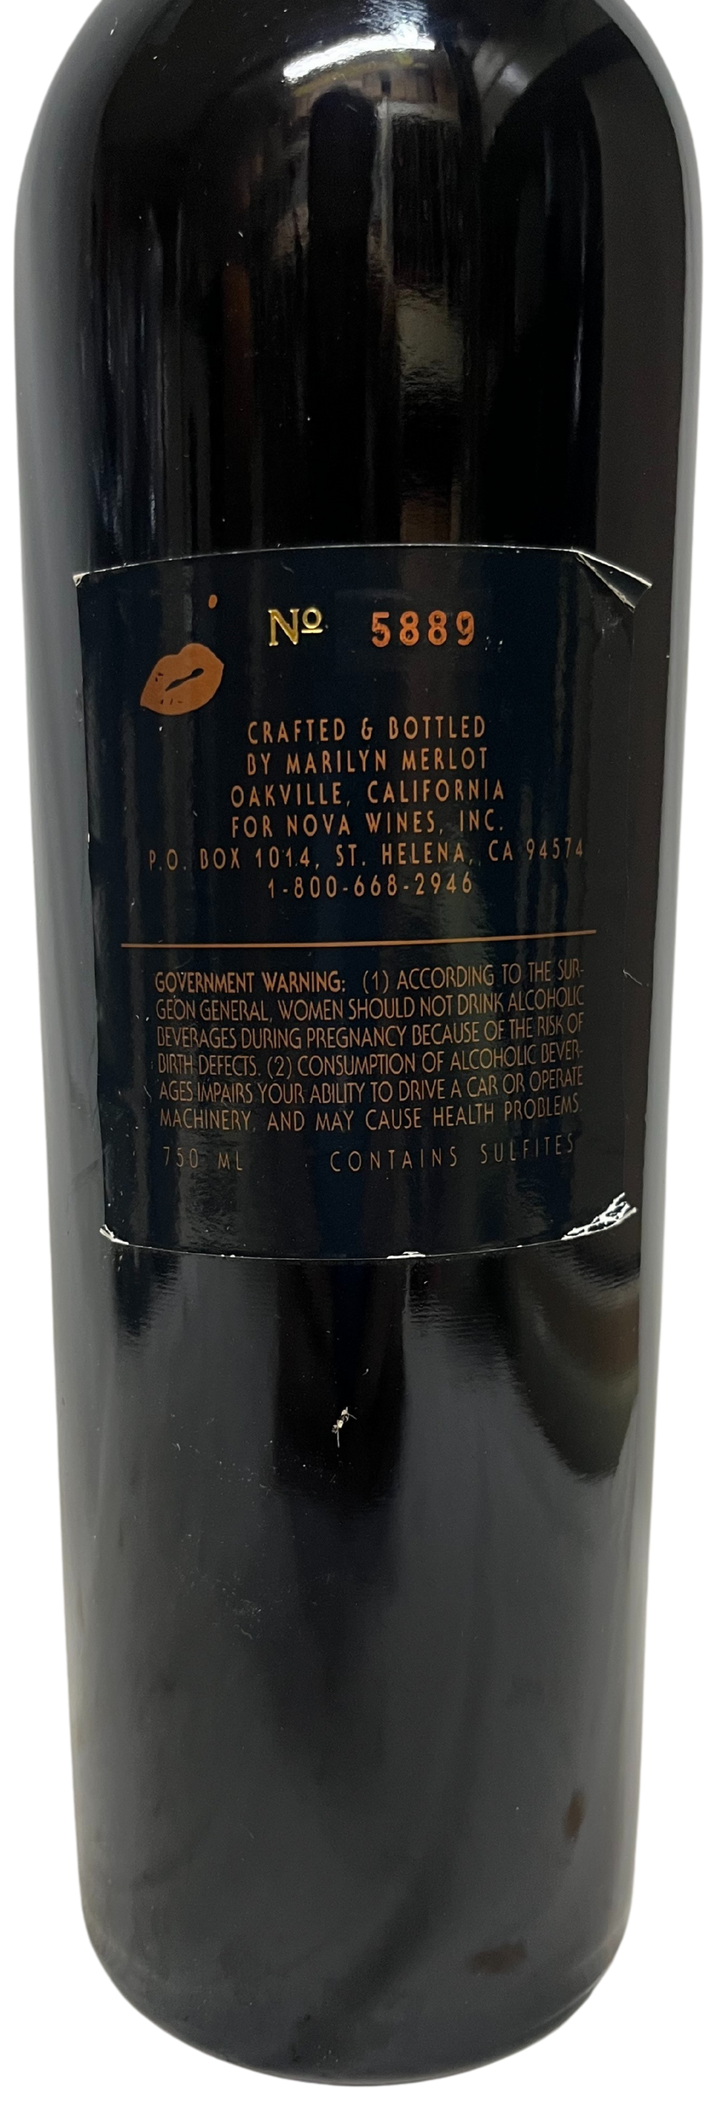 Nº 5889
CRAFTED & BOTTLED
BY MARILYN MERLOT
OAKVILLE, CALIFORNIA
FOR NOVA WINES, INC.
P.O. BOX 1014, ST. HELENA, CA 94574
1-800-668-2946
GOVERNMENT WARNING: (1) ACCORDING TO THE SUR-
GEON GENERAL, WOMEN SHOULD NOT DRINK ALCOHOLIC
BEVERAGES DURING PREGNANCY BECAUSE OF THE RISK OF
BIRTH DEFECTS. (2) CONSUMPTION OF ALCOHOLIC BEVER-
AGES IMPAIRS YOUR ABILITY TO DRIVE A CAR OR OPERATE
MACHINERY, AND MAY CAUSE HEALTH PROBLEMS.
750 ML CONTAINS SULFITES